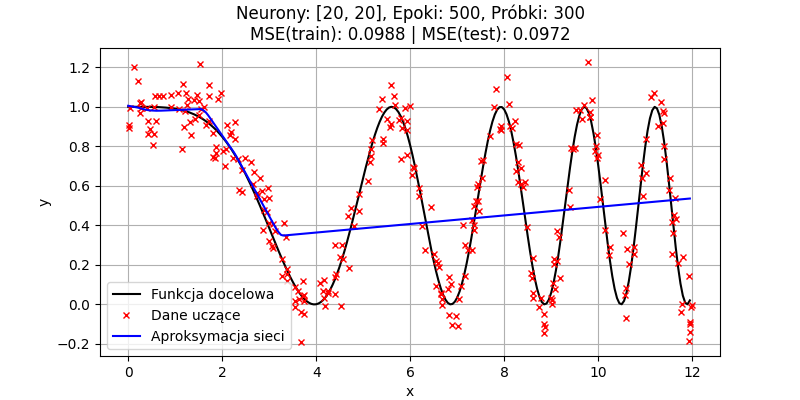 Neurony: [20, 20], Epoki: 500, Próbki: 300
MSE(train): 0.0988 | MSE(test): 0.0972
1.2
1.0
0.8
0.6
0.4
0.2
0.0
−0.2
y
Funkcja docelowa
Dane uczące
Aproksymacja sieci
0 2 4 6 8 10 12
x